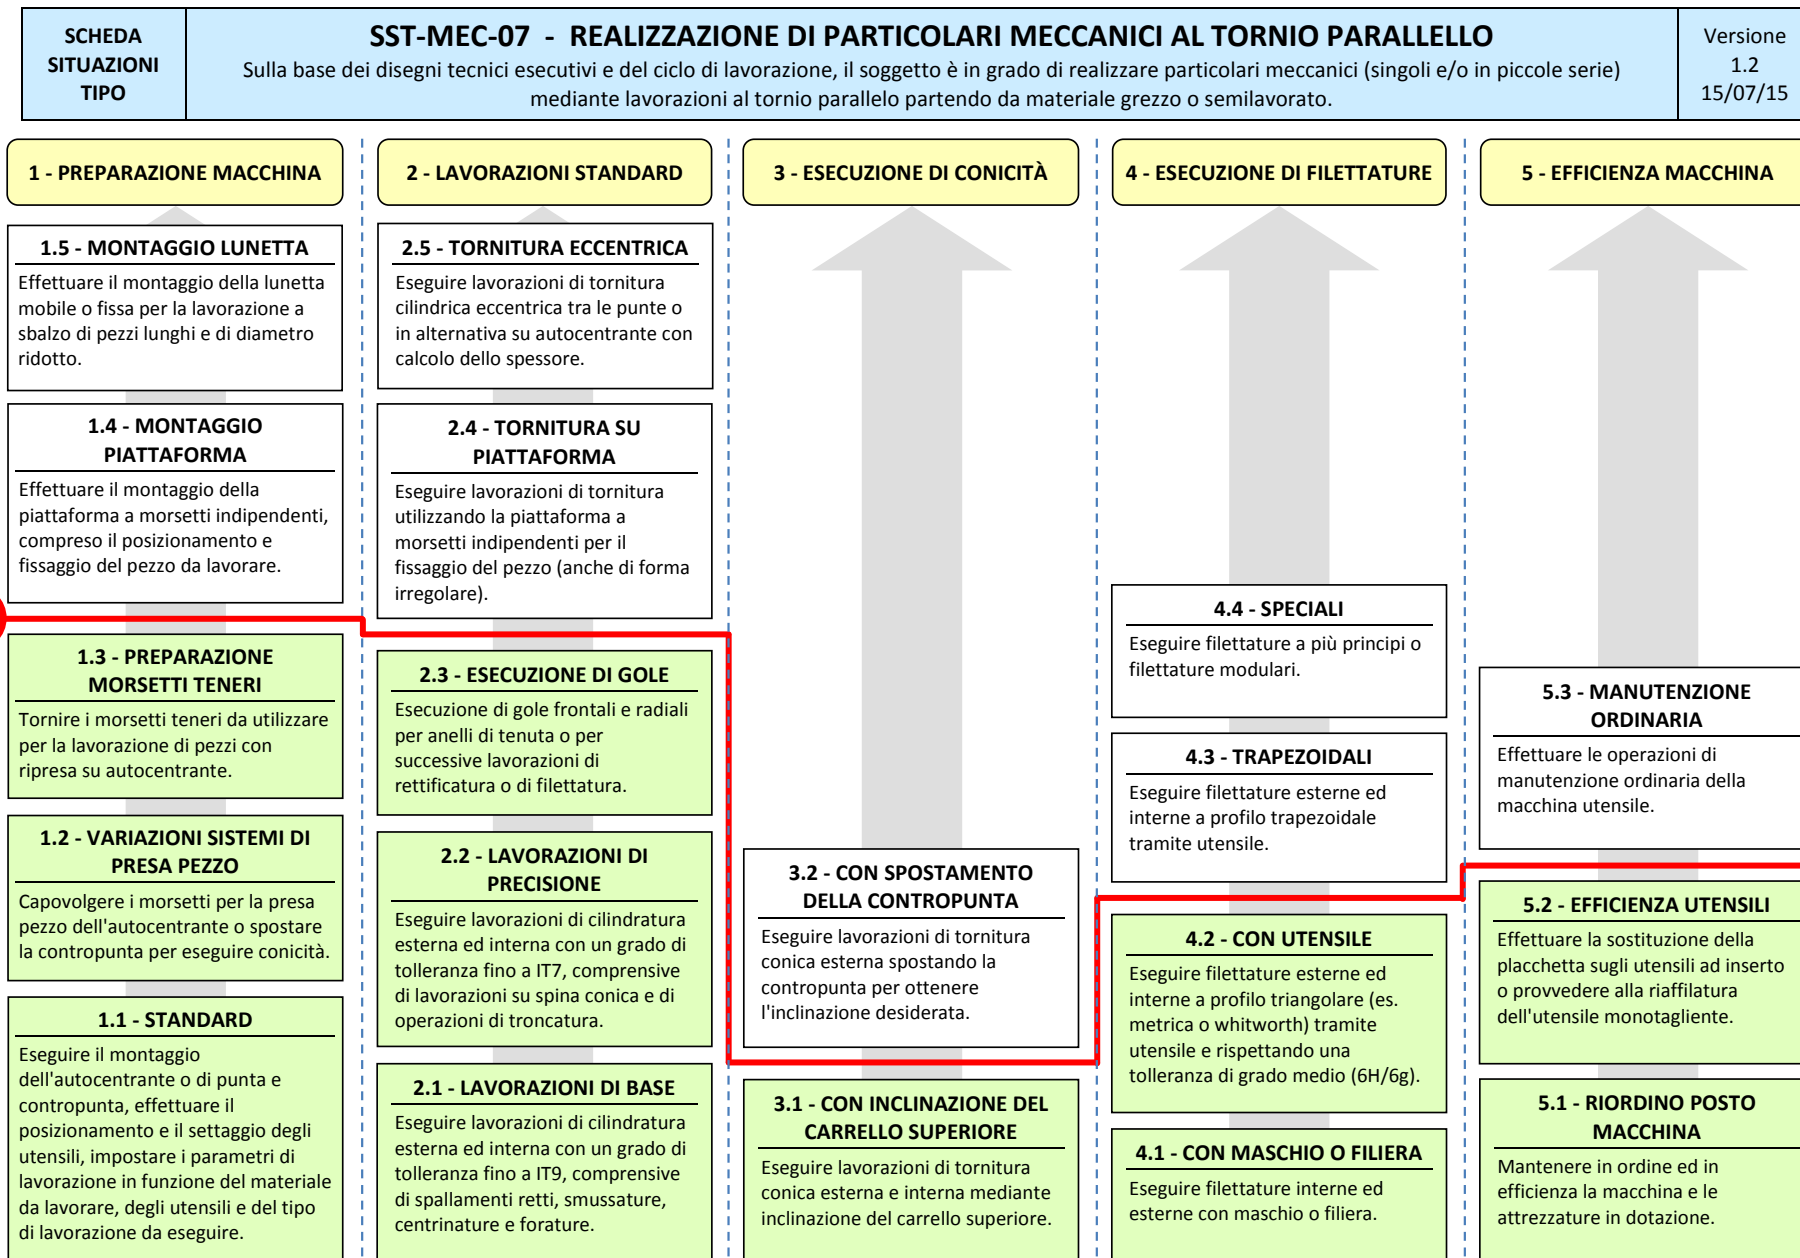 SCHEDA
SITUAZIONI
TIPO
SST-MEC-07 - REALIZZAZIONE DI PARTICOLARI MECCANICI AL TORNIO PARALLELLO
Sulla base dei disegni tecnici esecutivi e del ciclo di lavorazione, il soggetto è in grado di realizzare particolari meccanici (singoli e/o in piccole serie)
mediante lavorazioni al tornio parallelo partendo da materiale grezzo o semilavorato.
Versione
1.2
15/07/15
1 - PREPARAZIONE MACCHINA
1.5 - MONTAGGIO LUNETTA
Effettuare il montaggio della lunetta
mobile o fissa per la lavorazione a
sbalzo di pezzi lunghi e di diametro
ridotto.
1.4 - MONTAGGIO
PIATTAFORMA
Effettuare il montaggio della
piattaforma a morsetti indipendenti,
compreso il posizionamento e
fissaggio del pezzo da lavorare.
1.3 - PREPARAZIONE
MORSETTI TENERI
Tornire i morsetti teneri da utilizzare
per la lavorazione di pezzi con
ripresa su autocentrante.
1.2 - VARIAZIONI SISTEMI DI
PRESA PEZZO
Capovolgere i morsetti per la presa
pezzo dell'autocentrante o spostare
la contropunta per eseguire conicità.
1.1 - STANDARD
Eseguire il montaggio
dell'autocentrante o di punta e
contropunta, effettuare il
posizionamento e il settaggio degli
utensili, impostare i parametri di
lavorazione in funzione del materiale
da lavorare, degli utensili e del tipo
di lavorazione da eseguire.
2 - LAVORAZIONI STANDARD
2.5 - TORNITURA ECCENTRICA
Eseguire lavorazioni di tornitura
cilindrica eccentrica tra le punte o
in alternativa su autocentrante con
calcolo dello spessore.
2.4 - TORNITURA SU
PIATTAFORMA
Eseguire lavorazioni di tornitura
utilizzando la piattaforma a
morsetti indipendenti per il
fissaggio del pezzo (anche di forma
irregolare).
2.3 - ESECUZIONE DI GOLE
Esecuzione di gole frontali e radiali
per anelli di tenuta o per
successive lavorazioni di
rettificatura o di filettatura.
2.2 - LAVORAZIONI DI
PRECISIONE
Eseguire lavorazioni di cilindratura
esterna ed interna con un grado di
tolleranza fino a IT7, comprensive
di lavorazioni su spina conica e di
operazioni di troncatura.
2.1 - LAVORAZIONI DI BASE
Eseguire lavorazioni di cilindratura
esterna ed interna con un grado di
tolleranza fino a IT9, comprensive
di spallamenti retti, smussature,
centrinature e forature.
3 - ESECUZIONE DI CONICITÀ
3.2 - CON SPOSTAMENTO
DELLA CONTROPUNTA
Eseguire lavorazioni di tornitura
conica esterna spostando la
contropunta per ottenere
l'inclinazione desiderata.
3.1 - CON INCLINAZIONE DEL
CARRELLO SUPERIORE
Eseguire lavorazioni di tornitura
conica esterna e interna mediante
inclinazione del carrello superiore.
4 - ESECUZIONE DI FILETTATURE
4.4 - SPECIALI
Eseguire filettature a più principi o
filettature modulari.
4.3 - TRAPEZOIDALI
Eseguire filettature esterne ed
interne a profilo trapezoidale
tramite utensile.
4.2 - CON UTENSILE
Eseguire filettature esterne ed
interne a profilo triangolare (es.
metrica o whitworth) tramite
utensile e rispettando una
tolleranza di grado medio (6H/6g).
4.1 - CON MASCHIO O FILIERA
Eseguire filettature interne ed
esterne con maschio o filiera.
5 - EFFICIENZA MACCHINA
5.3 - MANUTENZIONE
ORDINARIA
Effettuare le operazioni di
manutenzione ordinaria della
macchina utensile.
5.2 - EFFICIENZA UTENSILI
Effettuare la sostituzione della
placchetta sugli utensili ad inserto
o provvedere alla riaffilatura
dell'utensile monotagliente.
5.1 - RIORDINO POSTO
MACCHINA
Mantenere in ordine ed in
efficienza la macchina e le
attrezzature in dotazione.